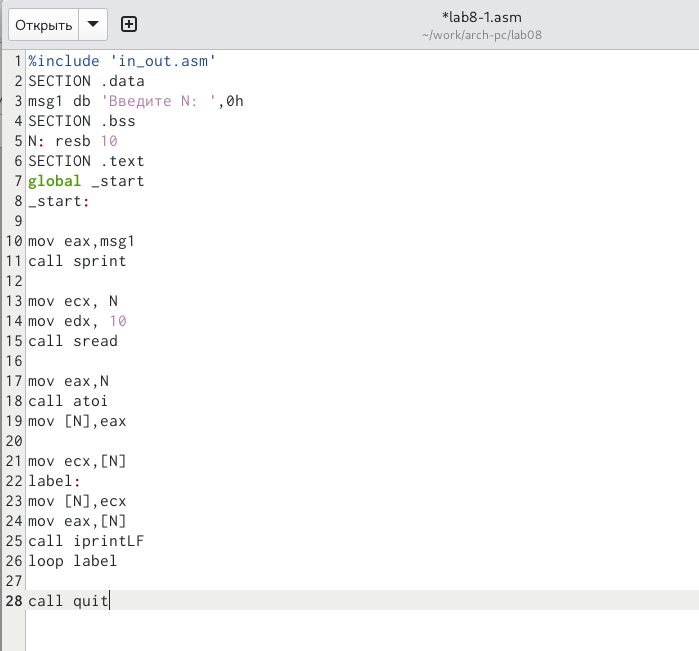 Открыть
*lab8-1.asm
~/work/arch-pc/lab08
1 %include 'in_out.asm'
2 SECTION .data
3 msg1 db 'Введите N: ',0h
4 SECTION .bss
5 N: resb 10
6 SECTION .text
7 global _start
8 _start:
9
10 mov eax,msg1
11 call sprint
12
13 mov ecx, N
14 mov edx, 10
15 call sread
16
17 mov eax,N
18 call atoi
19 mov [N],eax
20
21 mov ecx,[N]
22 label:
23 mov [N],ecx
24 mov eax,[N]
25 call iprintLF
26 loop label
27
28 call quit